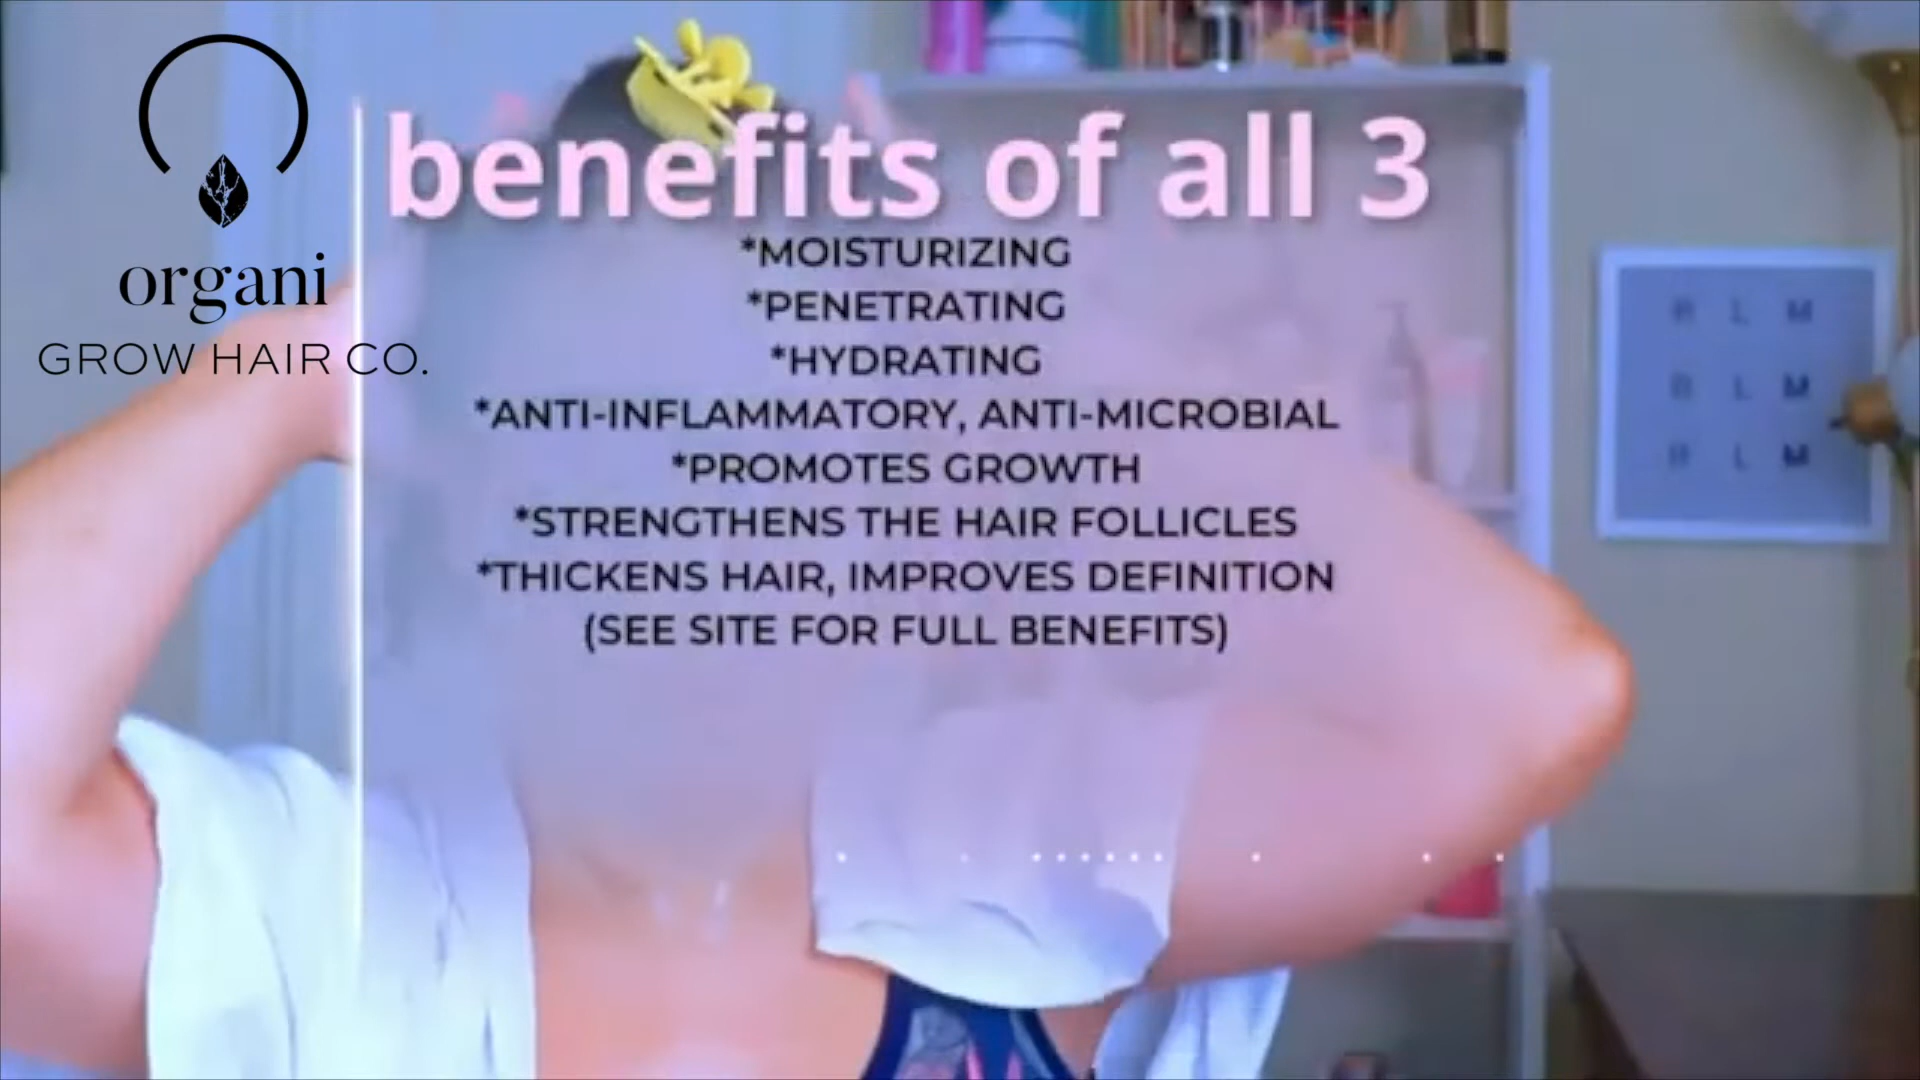 organi
GROW HAIR CO.
benefits of all 3
*MOISTURIZING
*PENETRATING
*HYDRATING
*ANTI-INFLAMMATORY, ANTI-MICROBIAL
*PROMOTES GROWTH
*STRENGTHENS THE HAIR FOLLICLES
*THICKENS HAIR, IMPROVES DEFINITION
(SEE SITE FOR FULL BENEFITS)
R L M
R L M
R L M